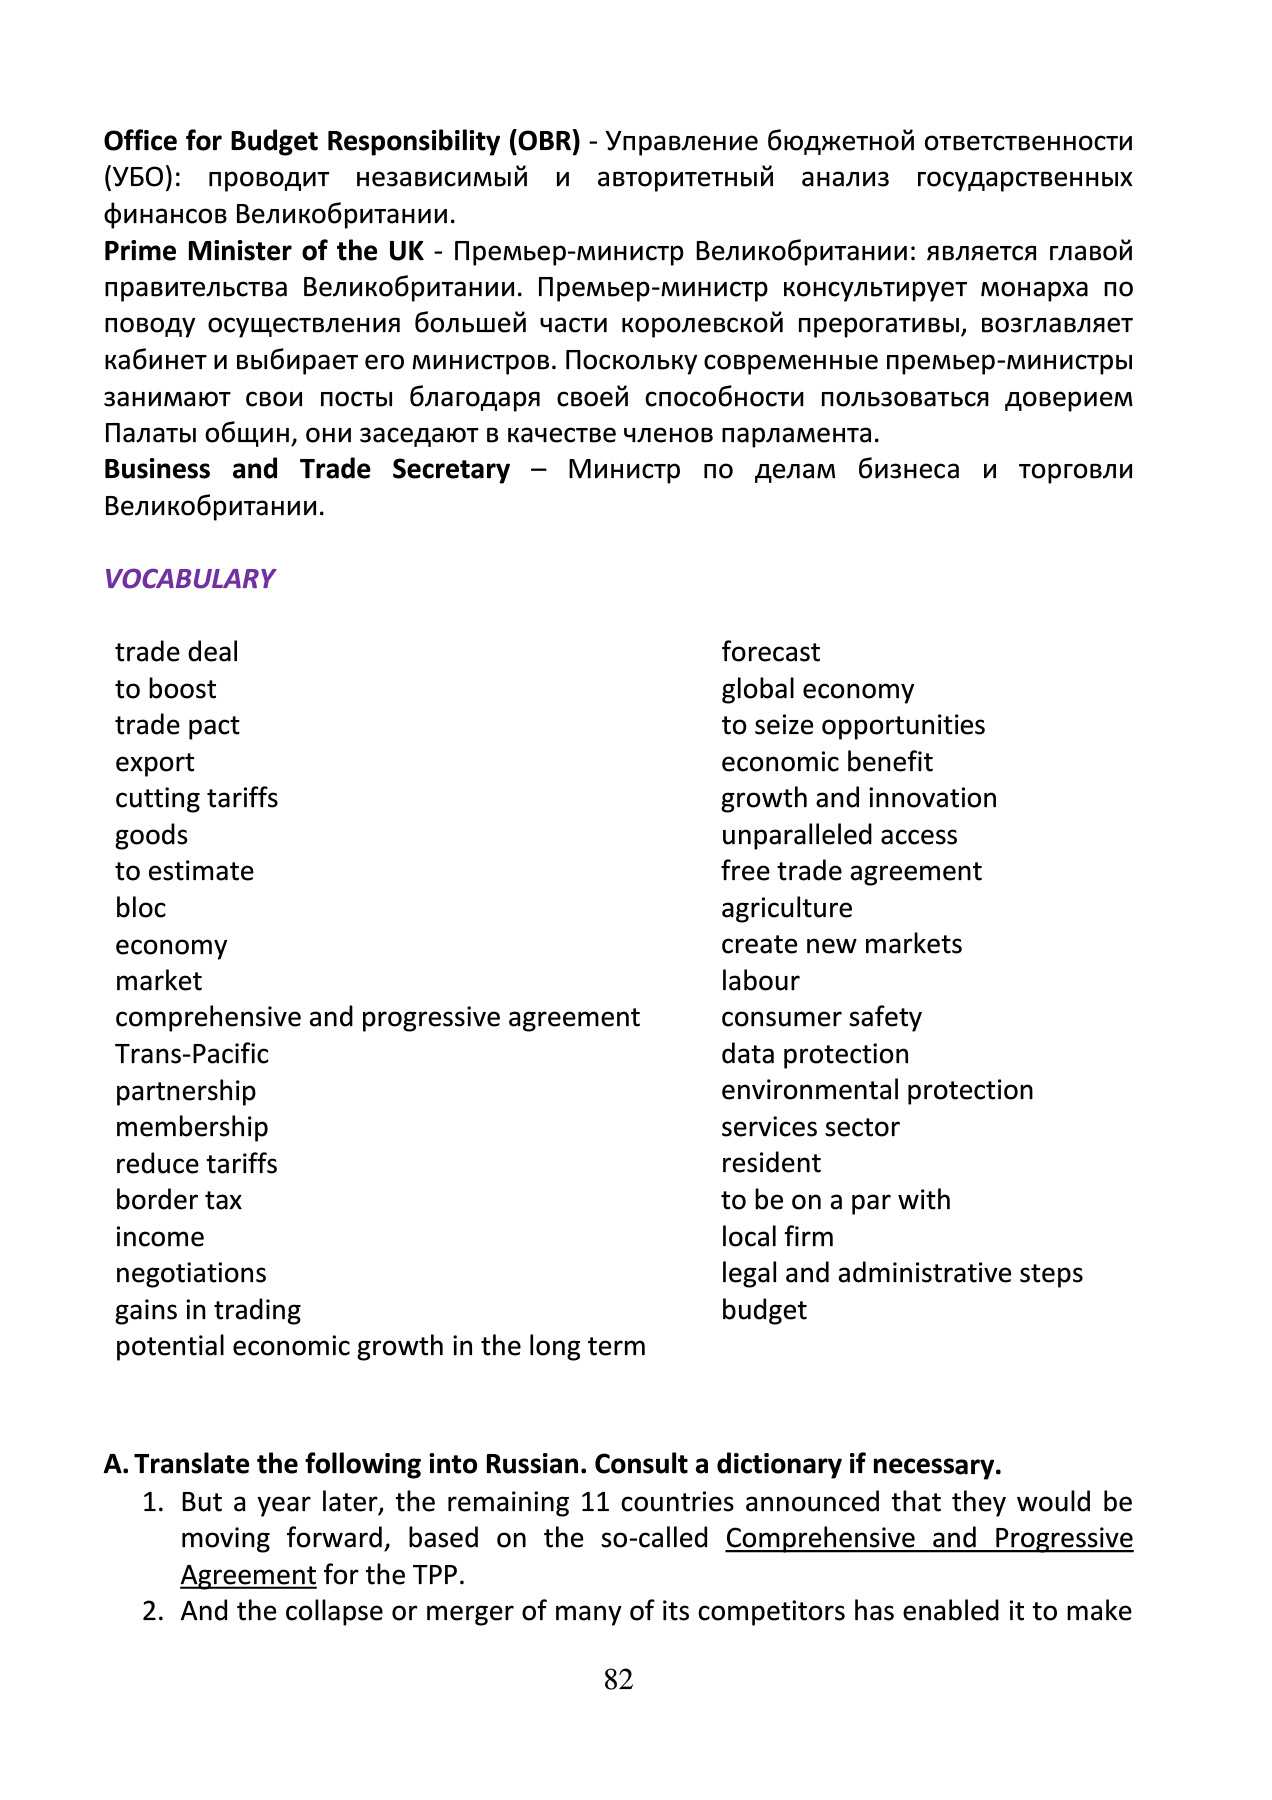 Office for Budget Responsibility (OBR) - Управление бюджетной ответственности
(УБО): проводит независимый и авторитетный анализ государственных
финансов Великобритании.
Prime Minister of the UK - Премьер-министр Великобритании: является главой
правительства Великобритании. Премьер-министр консультирует монарха по
поводу осуществления большей части королевской прерогативы, возглавляет
кабинет и выбирает его министров. Поскольку современные премьер-министры
занимают свои посты благодаря своей способности пользоваться доверием
Палаты общин, они заседают в качестве членов парламента.
Business and Trade Secretary – Министр по делам бизнеса и торговли
Великобритании.
VOCABULARY
trade deal
to boost
trade pact
export
cutting tariffs
goods
to estimate
bloc
economy
market
comprehensive and progressive agreement
Trans-Pacific
partnership
membership
reduce tariffs
border tax
income
negotiations
gains in trading
potential economic growth in the long term
forecast
global economy
to seize opportunities
economic benefit
growth and innovation
unparalleled access
free trade agreement
agriculture
create new markets
labour
consumer safety
data protection
environmental protection
services sector
resident
to be on a par with
local firm
legal and administrative steps
budget
A. Translate the following into Russian. Consult a dictionary if necessary.
1. But a year later, the remaining 11 countries announced that they would be
moving forward, based on the so-called Comprehensive and Progressive
Agreement for the TPP.
2. And the collapse or merger of many of its competitors has enabled it to make
82